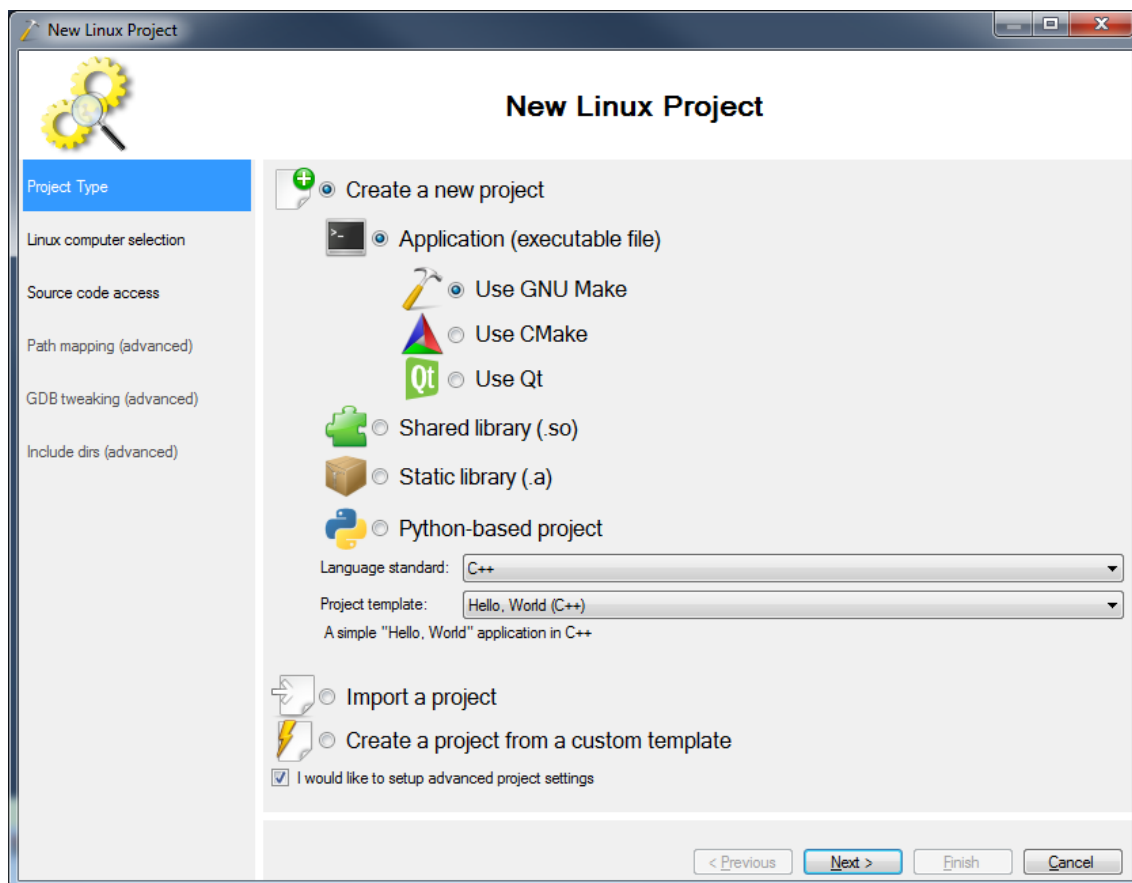 New Linux Project
New Linux Project
Project Type
Linux computer selection
Source code access
Path mapping (advanced)
GDB tweaking (advanced)
Include dirs (advanced)
Create a new project
>-
Application (executable file)
Use GNU Make
Use CMake
Qt Use Qt
Shared library (.so)
Static library (.a)
Python-based project
Language standard: C++
Project template: Hello, World (C++)
A simple "Hello, World" application in C++
Import a project
Create a project from a custom template
I would like to setup advanced project settings
< Previous Next > Finish Cancel